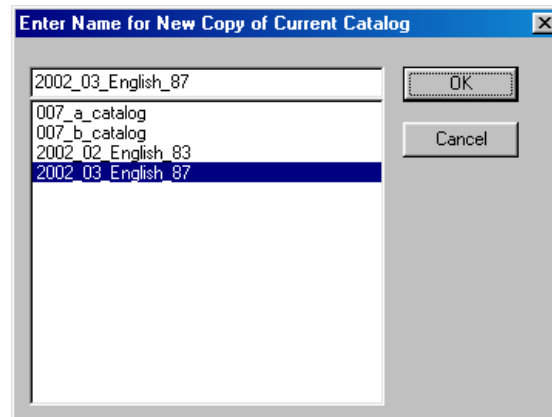 Enter Name for New Copy of Current Catalog
2002_03_English_87
OK
007_a_catalog
007_b_catalog
2002_02_English_83
2002_03_English_87
Cancel